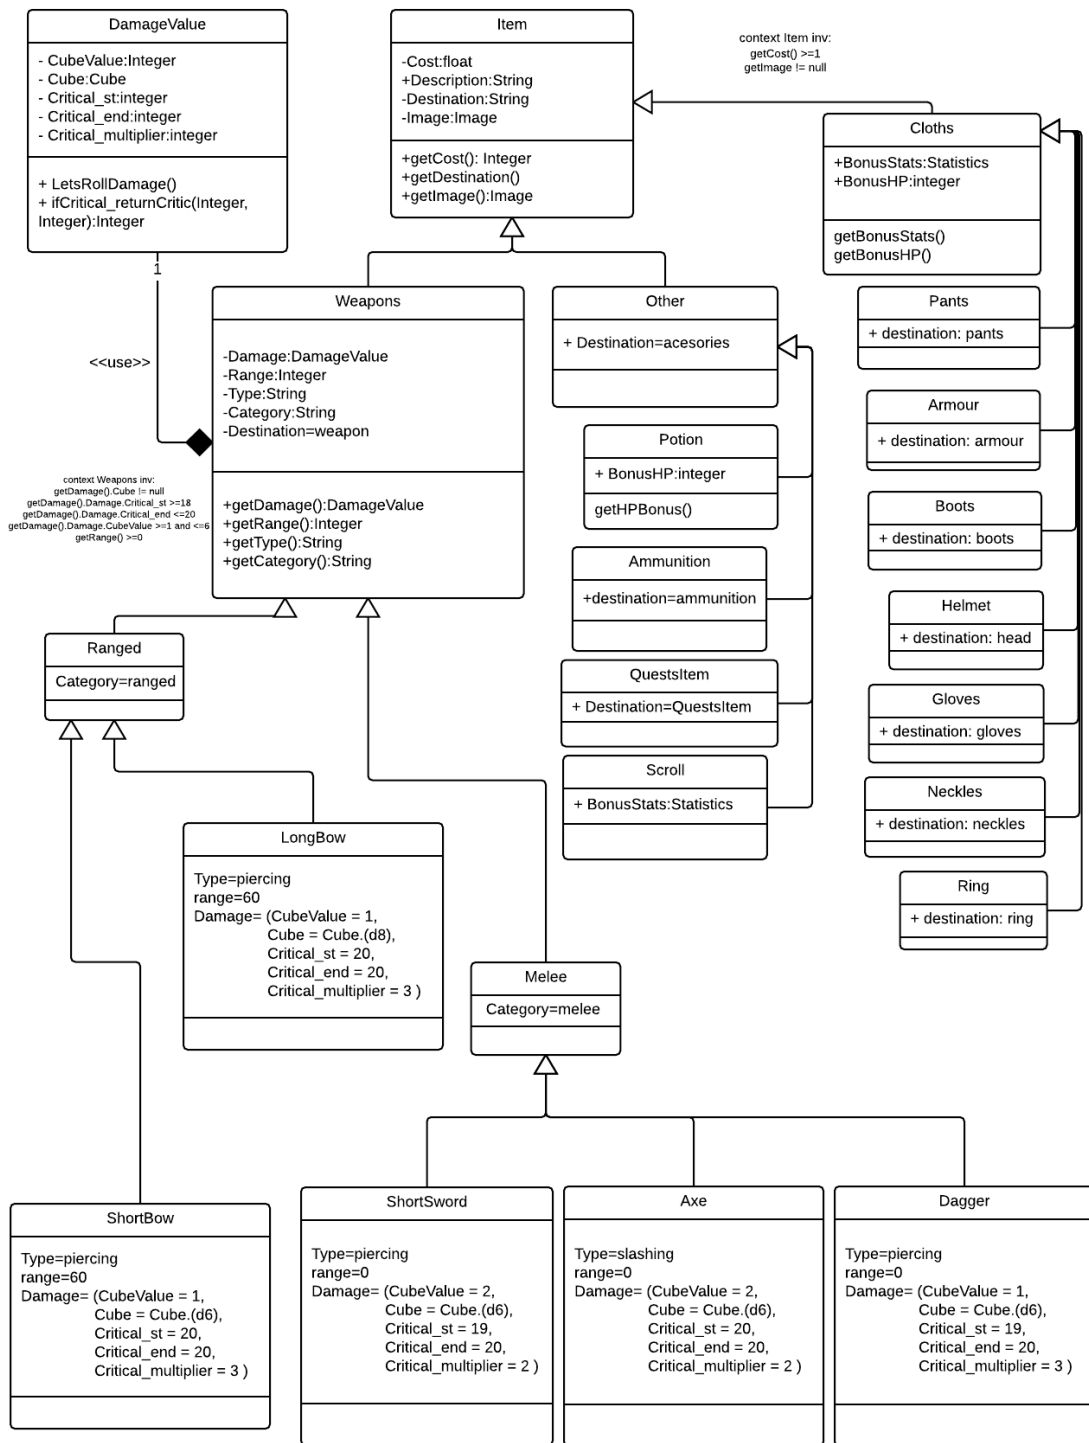 DamageValue
- CubeValue:Integer
- Cube:Cube
- Critical_st:integer
- Critical_end:integer
- Critical_multiplier:integer
+ LetsRollDamage()
+ ifCritical_returnCritic(Integer,
Integer):Integer
1
<<use>>
Item
-Cost:float
+Description:String
-Destination:String
-Image:Image
+getCost(): Integer
+getDestination()
+getImage():Image
context Item inv:
getCost() >=1
getImage != null
Cloths
+BonusStats:Statistics
+BonusHP:integer
getBonusStats()
getBonusHP()
Weapons
-Damage:DamageValue
-Range:Integer
-Type:String
-Category:String
-Destination=weapon
+getDamage():DamageValue
+getRange():Integer
+getType():String
+getCategory():String
context Weapons inv:
getDamage().Cube != null
getDamage().Damage.Critical_st >=18
getDamage().Damage.Critical_end <=20
getDamage().Damage.CubeValue >=1 and <=6
getRange() >=0
Other
+ Destination=acesories
Potion
+ BonusHP:integer
getHPBonus()
Ammunition
+destination=ammunition
QuestsItem
+ Destination=QuestsItem
Scroll
+ BonusStats:Statistics
Pants
+ destination: pants
Armour
+ destination: armour
Boots
+ destination: boots
Helmet
+ destination: head
Gloves
+ destination: gloves
Neckles
+ destination: neckles
Ring
+ destination: ring
Ranged
Category=ranged
LongBow
Type=piercing
range=60
Damage= (CubeValue = 1,
Cube = Cube.(d8),
Critical_st = 20,
Critical_end = 20,
Critical_multiplier = 3 )
Melee
Category=melee
ShortBow
Type=piercing
range=60
Damage= (CubeValue = 1,
Cube = Cube.(d6),
Critical_st = 20,
Critical_end = 20,
Critical_multiplier = 3 )
ShortSword
Type=piercing
range=0
Damage= (CubeValue = 2,
Cube = Cube.(d6),
Critical_st = 19,
Critical_end = 20,
Critical_multiplier = 2 )
Axe
Type=slashing
range=0
Damage= (CubeValue = 2,
Cube = Cube.(d6),
Critical_st = 20,
Critical_end = 20,
Critical_multiplier = 2 )
Dagger
Type=piercing
range=0
Damage= (CubeValue = 1,
Cube = Cube.(d6),
Critical_st = 19,
Critical_end = 20,
Critical_multiplier = 3 )